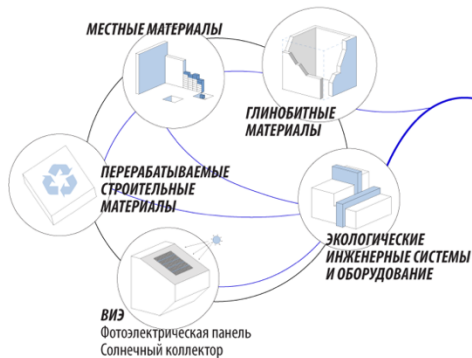 МЕСТНЫЕ МАТЕРИАЛЫ
ГЛИНОБИТНЫЕ
МАТЕРИАЛЫ
ПЕРЕРАБАТЫВАЕМЫЕ
СТРОИТЕЛЬНЫЕ
МАТЕРИАЛЫ
ЭКОЛОГИЧЕСКИЕ
ИНЖЕНЕРНЫЕ СИСТЕМЫ
И ОБОРУДОВАНИЕ
ВИЭ
Фотоэлектрическая панель
Солнечный коллектор